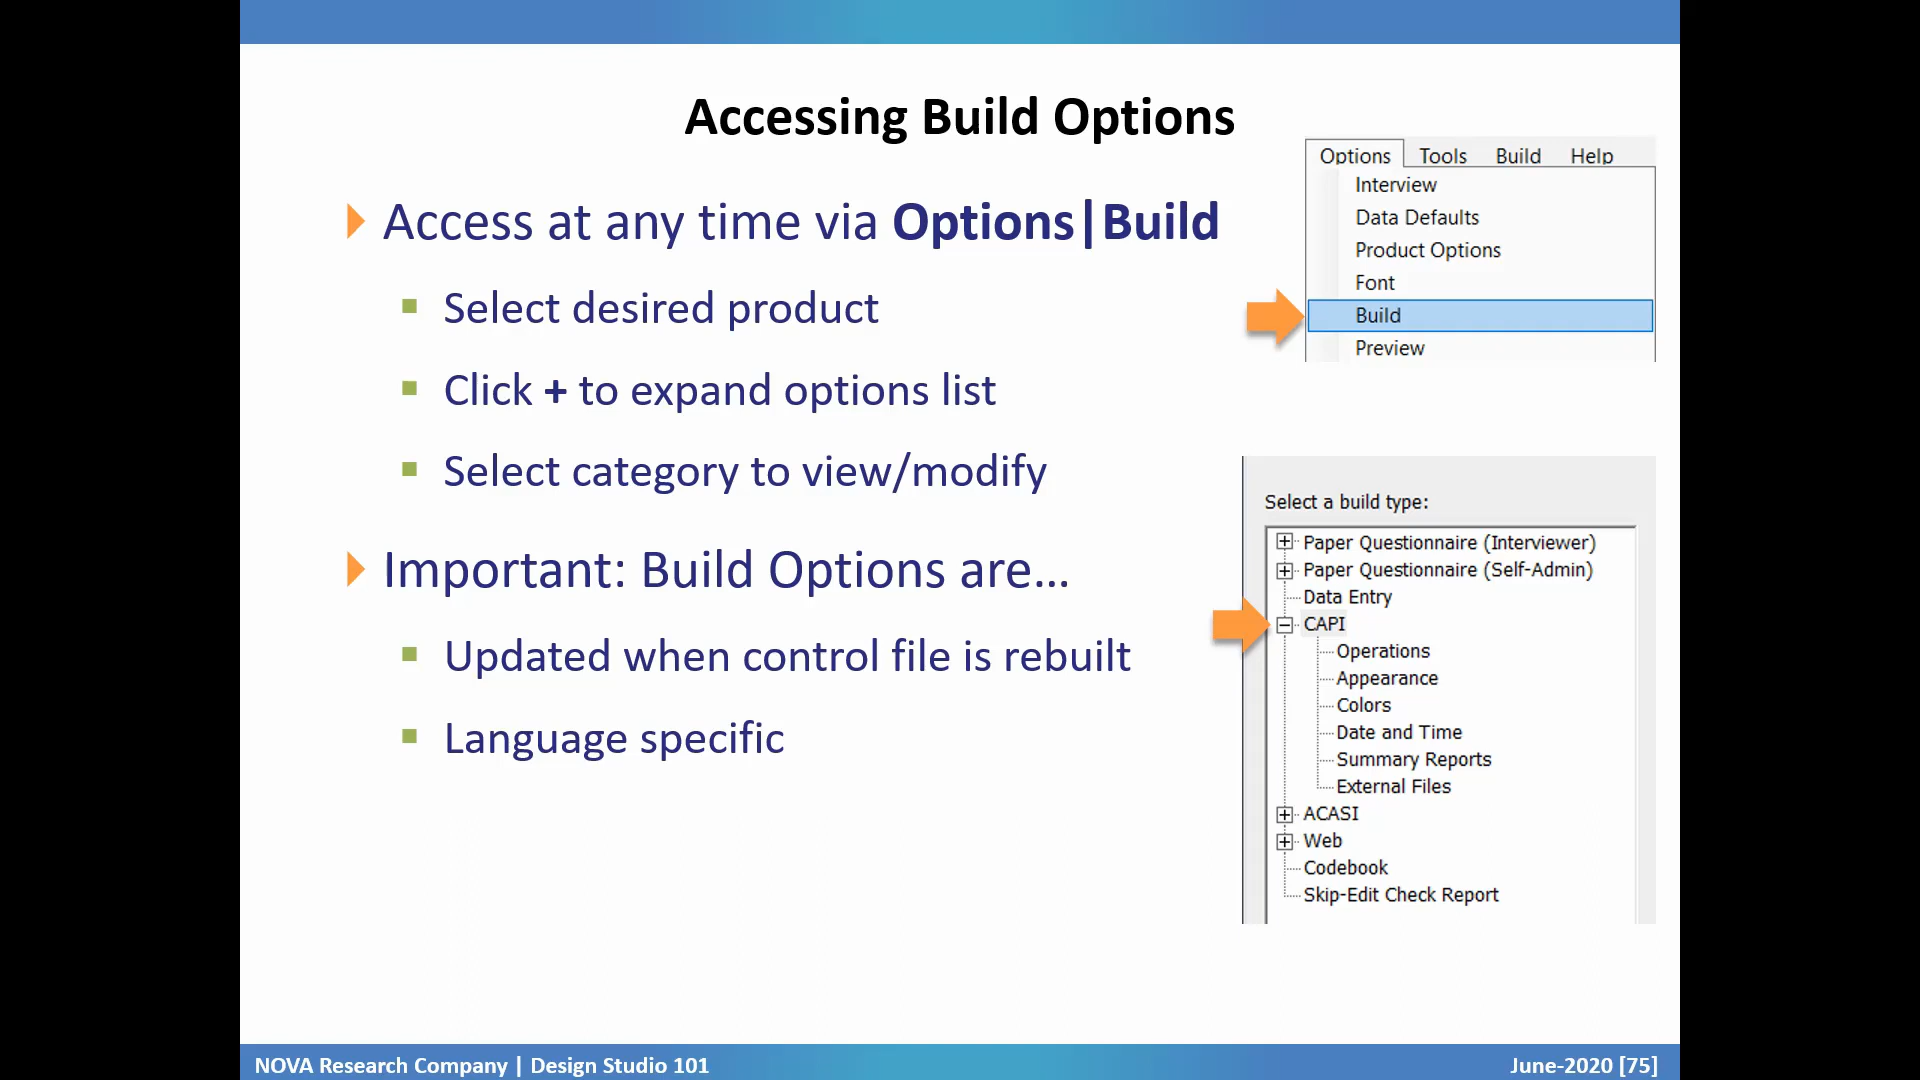 Accessing Build Options
Access at any time via Options|Build
Select desired product
Click + to expand options list
Select category to view/modify
Important: Build Options are...
Updated when control file is rebuilt
Language specific
Options Tools Build Help
Interview
Data Defaults
Product Options
Font
Build
Preview
Select a build type:
Paper Questionnaire (Interviewer)
Paper Questionnaire (Self-Admin)
Data Entry
CAPI
Operations
Appearance
Colors
Date and Time
Summary Reports
External Files
ACASI
Web
Codebook
Skip-Edit Check Report
NOVA Research Company | Design Studio 101
June-2020 [75]